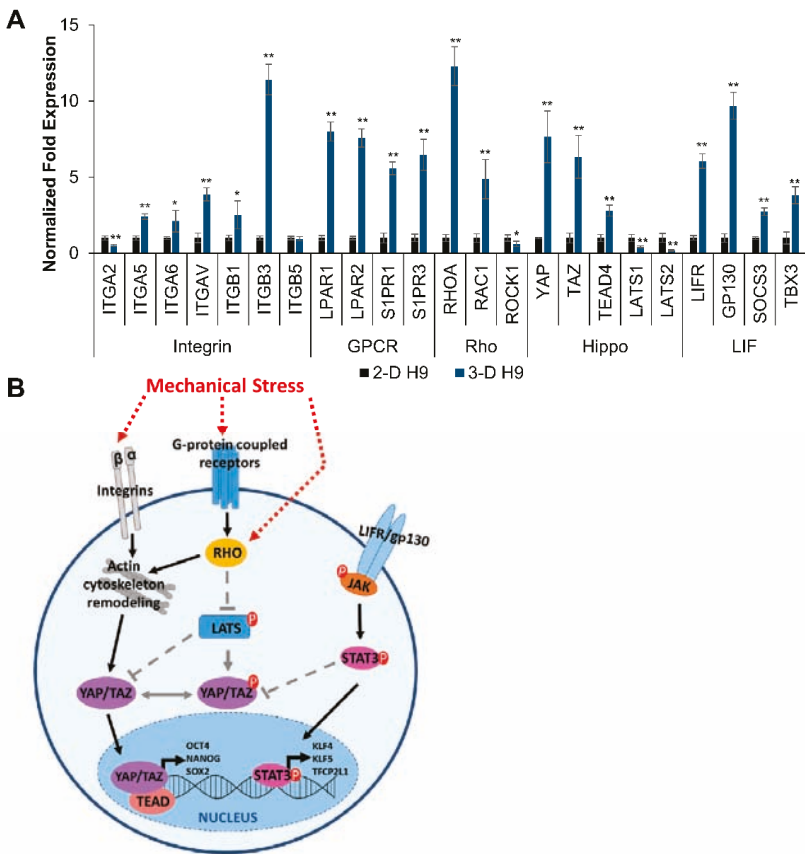 A
Normalized Fold Expression
15
10
5
0
**
**
*
**
*
**
**
**
**
**
**
**
*
**
**
**
**
**
**
**
**
**
ITGA2
ITGA5
ITGA6
ITGAV
ITGB1
ITGB3
ITGB5
LPAR1
LPAR2
S1PR1
S1PR3
RHOA
RAC1
ROCK1
YAP
TAZ
TEAD4
LATS1
LATS2
LIFR
GP130
SOCS3
TBX3
Integrin
GPCR
Rho
Hippo
LIF
2-D H9
3-D H9
B
Mechanical Stress
β α
Integrins
G-protein coupled
receptors
LIFR/gp130
RHO
Actin
cytoskeleton
remodeling
P
JAK
LATS
P
STAT3
P
YAP/TAZ
YAP/TAZ
P
OCT4
NANOG
SOX2
KLF4
KLF5
TFCP2L1
YAP/TAZ
TEAD
STAT3
P
NUCLEUS